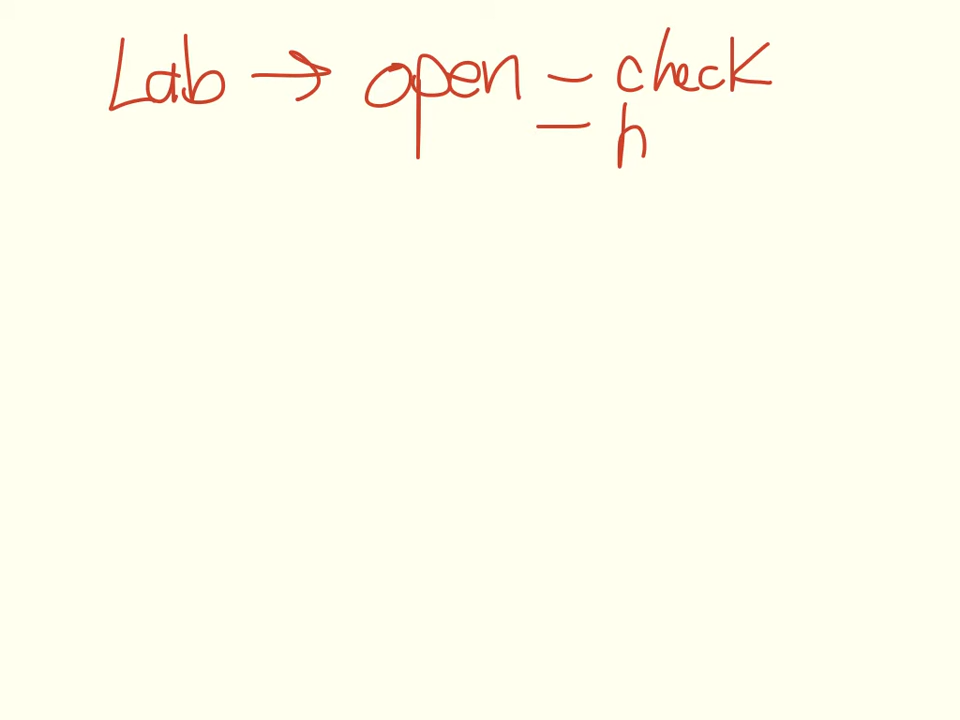 Lab → open – check
– h